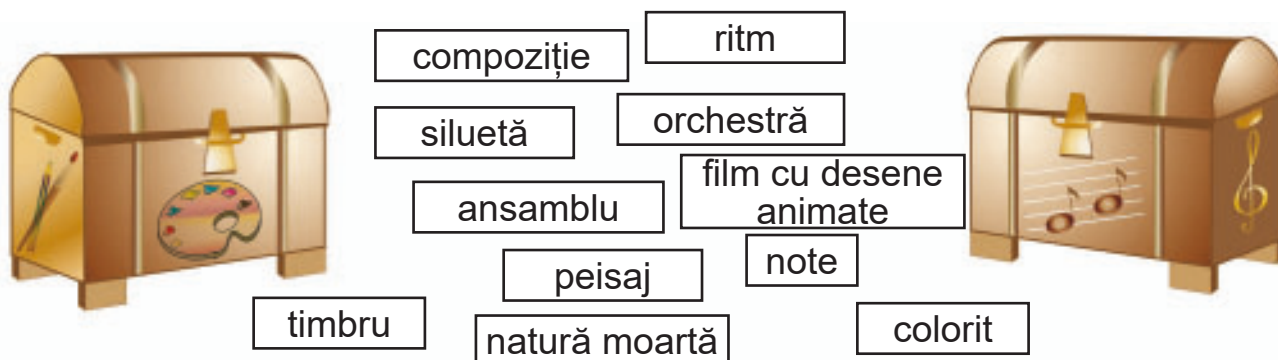 ritm
compoziție
orchestră
siluetă
film cu desene
animate
ansamblu
note
peisaj
timbru
natură moartă
colorit